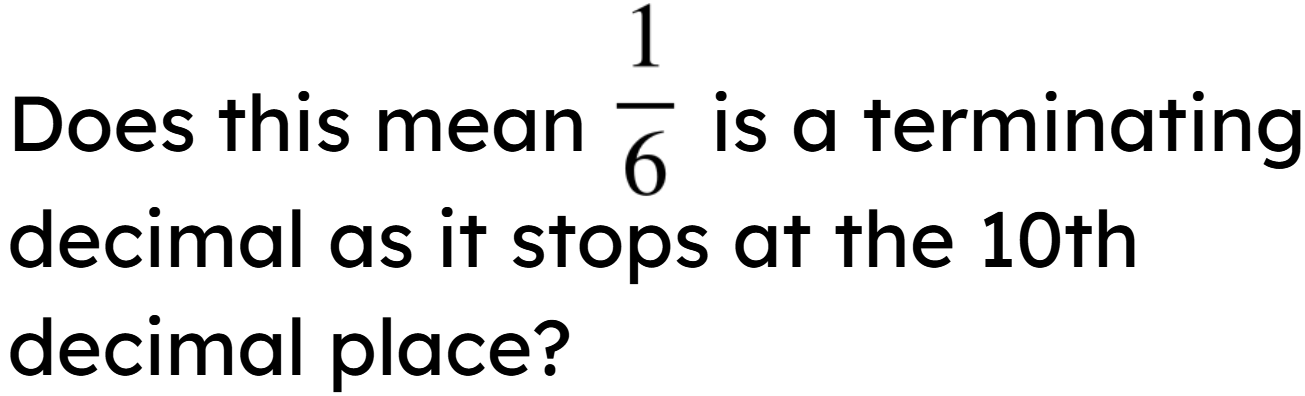 Does this mean 1/6 is a terminating
decimal as it stops at the 10th
decimal place?